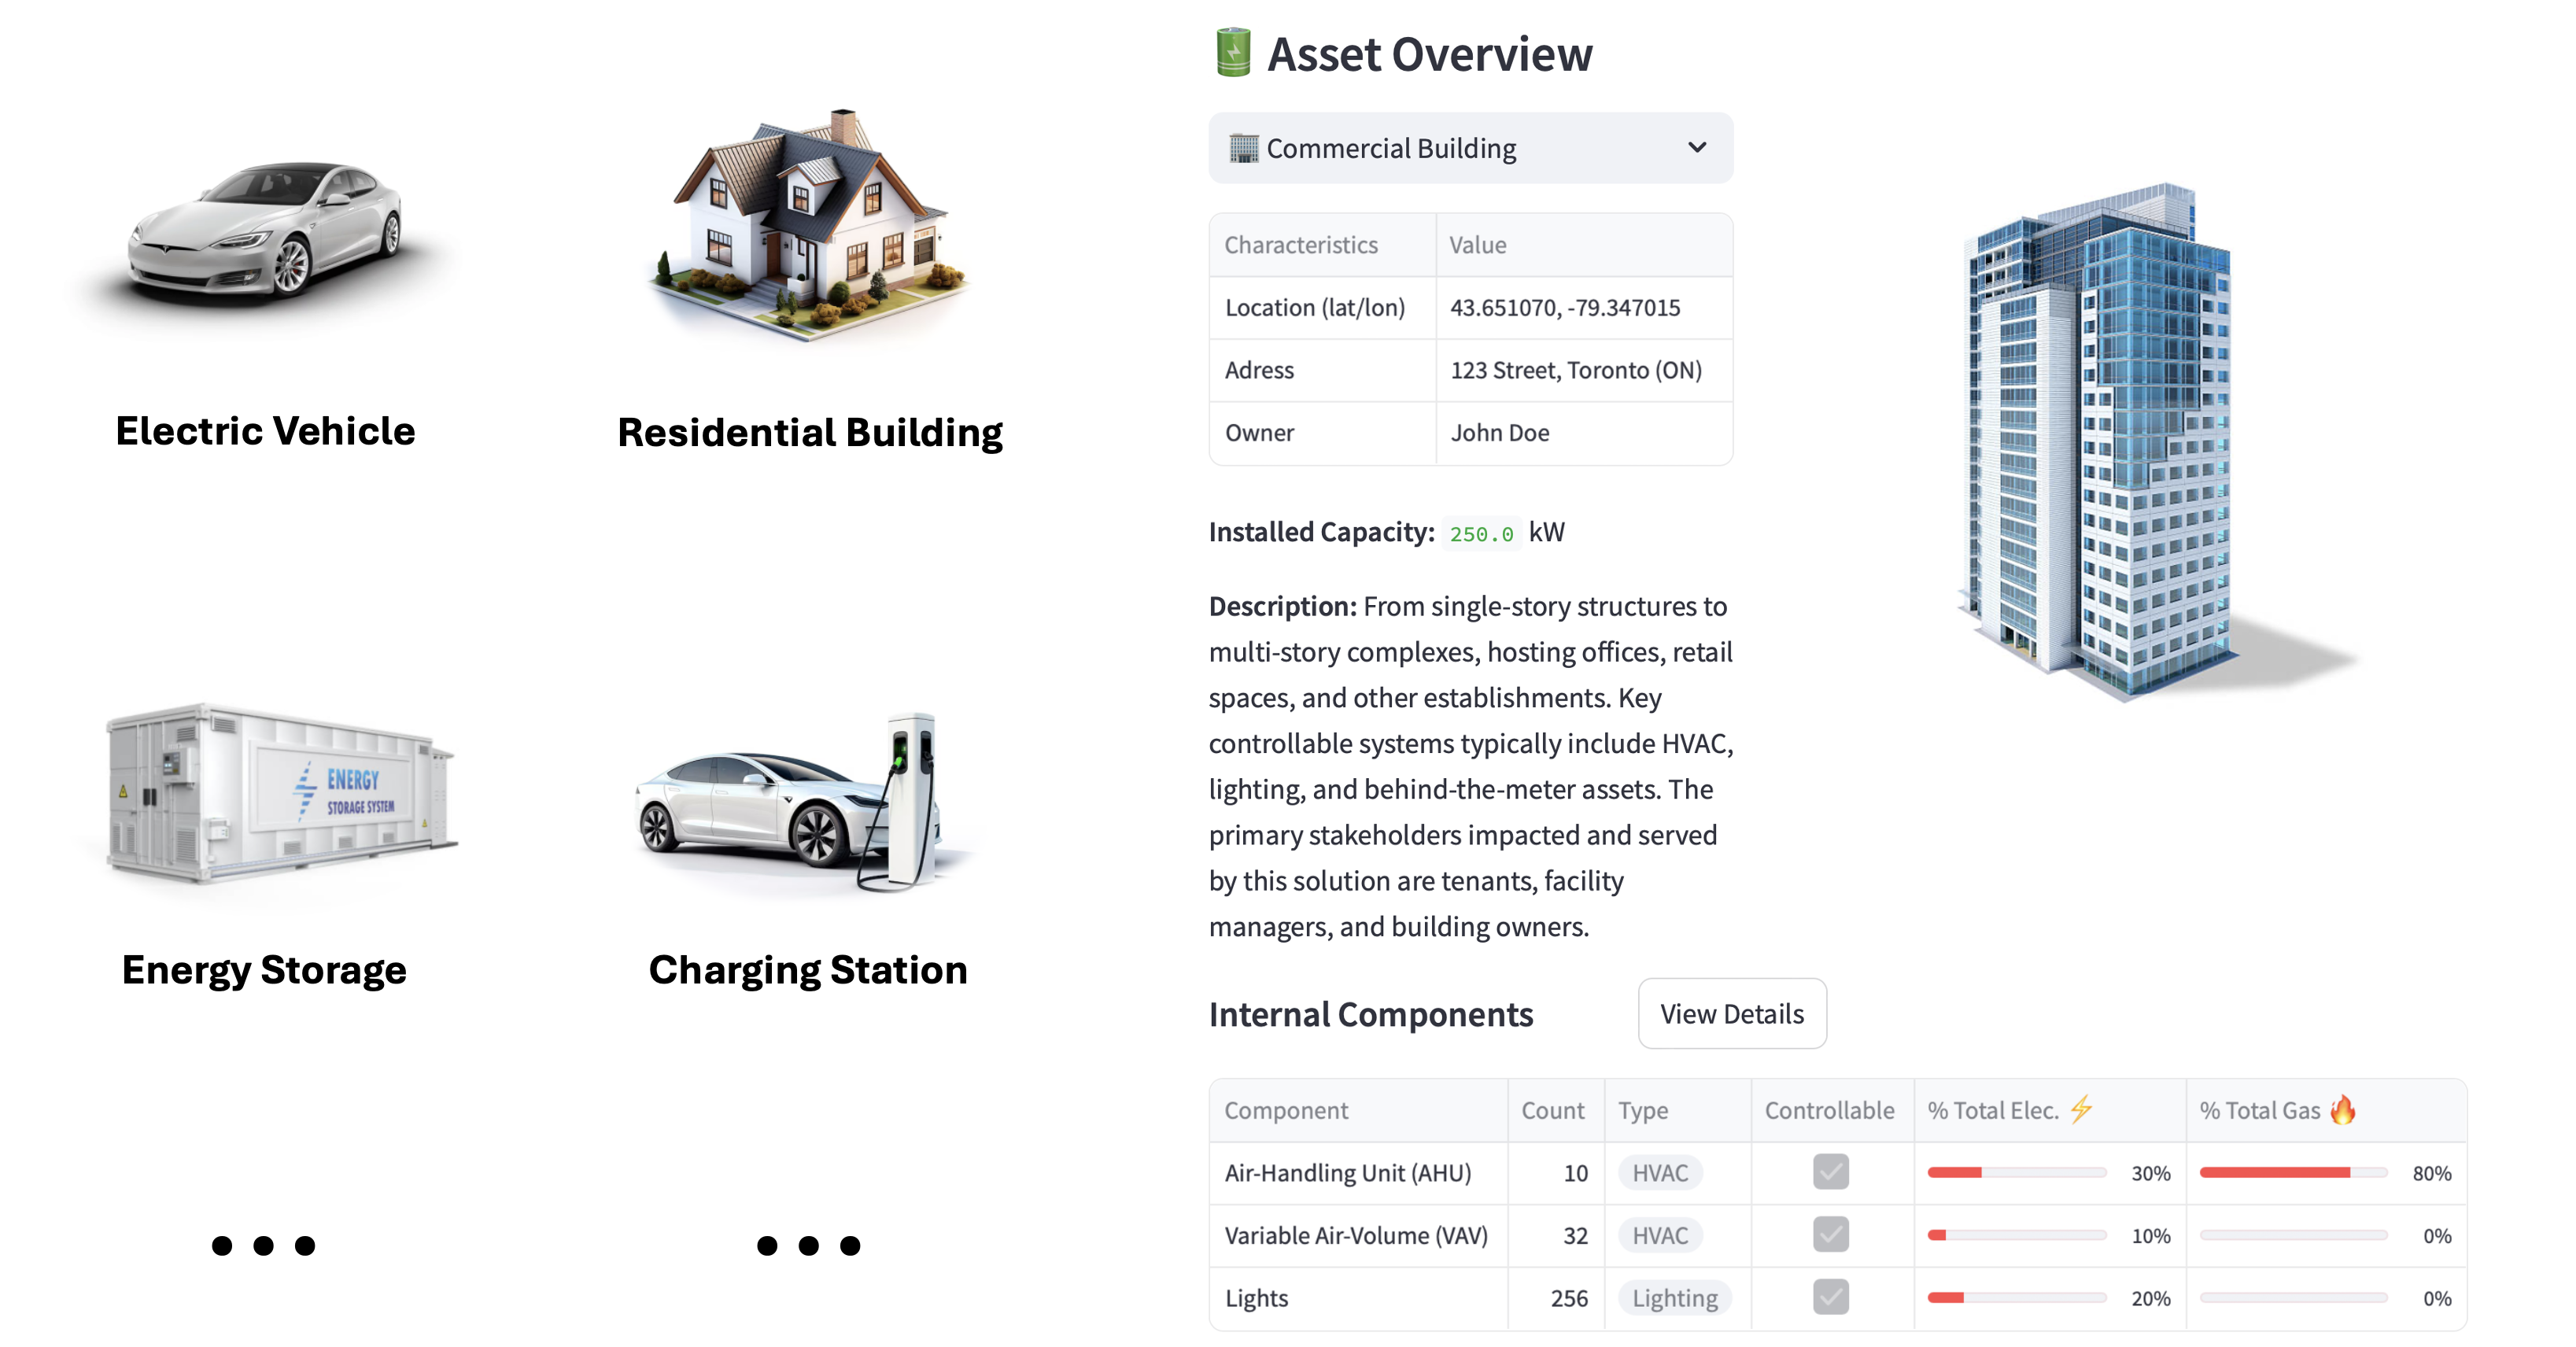 Electric Vehicle
Residential Building
ENERGY
STORAGE SYSTEM
Energy Storage
Charging Station
Asset Overview
Commercial Building
Characteristics Value
Location (lat/lon) 43.651070, -79.347015
Adress 123 Street, Toronto (ON)
Owner John Doe
Installed Capacity: 250.0 kW
Description: From single-story structures to
multi-story complexes, hosting offices, retail
spaces, and other establishments. Key
controllable systems typically include HVAC,
lighting, and behind-the-meter assets. The
primary stakeholders impacted and served
by this solution are tenants, facility
managers, and building owners.
Internal Components View Details
Component Count Type Controllable % Total Elec. ⚡ % Total Gas 🔥
Air-Handling Unit (AHU) 10 HVAC 30% 80%
Variable Air-Volume (VAV) 32 HVAC 10% 0%
Lights 256 Lighting 20% 0%